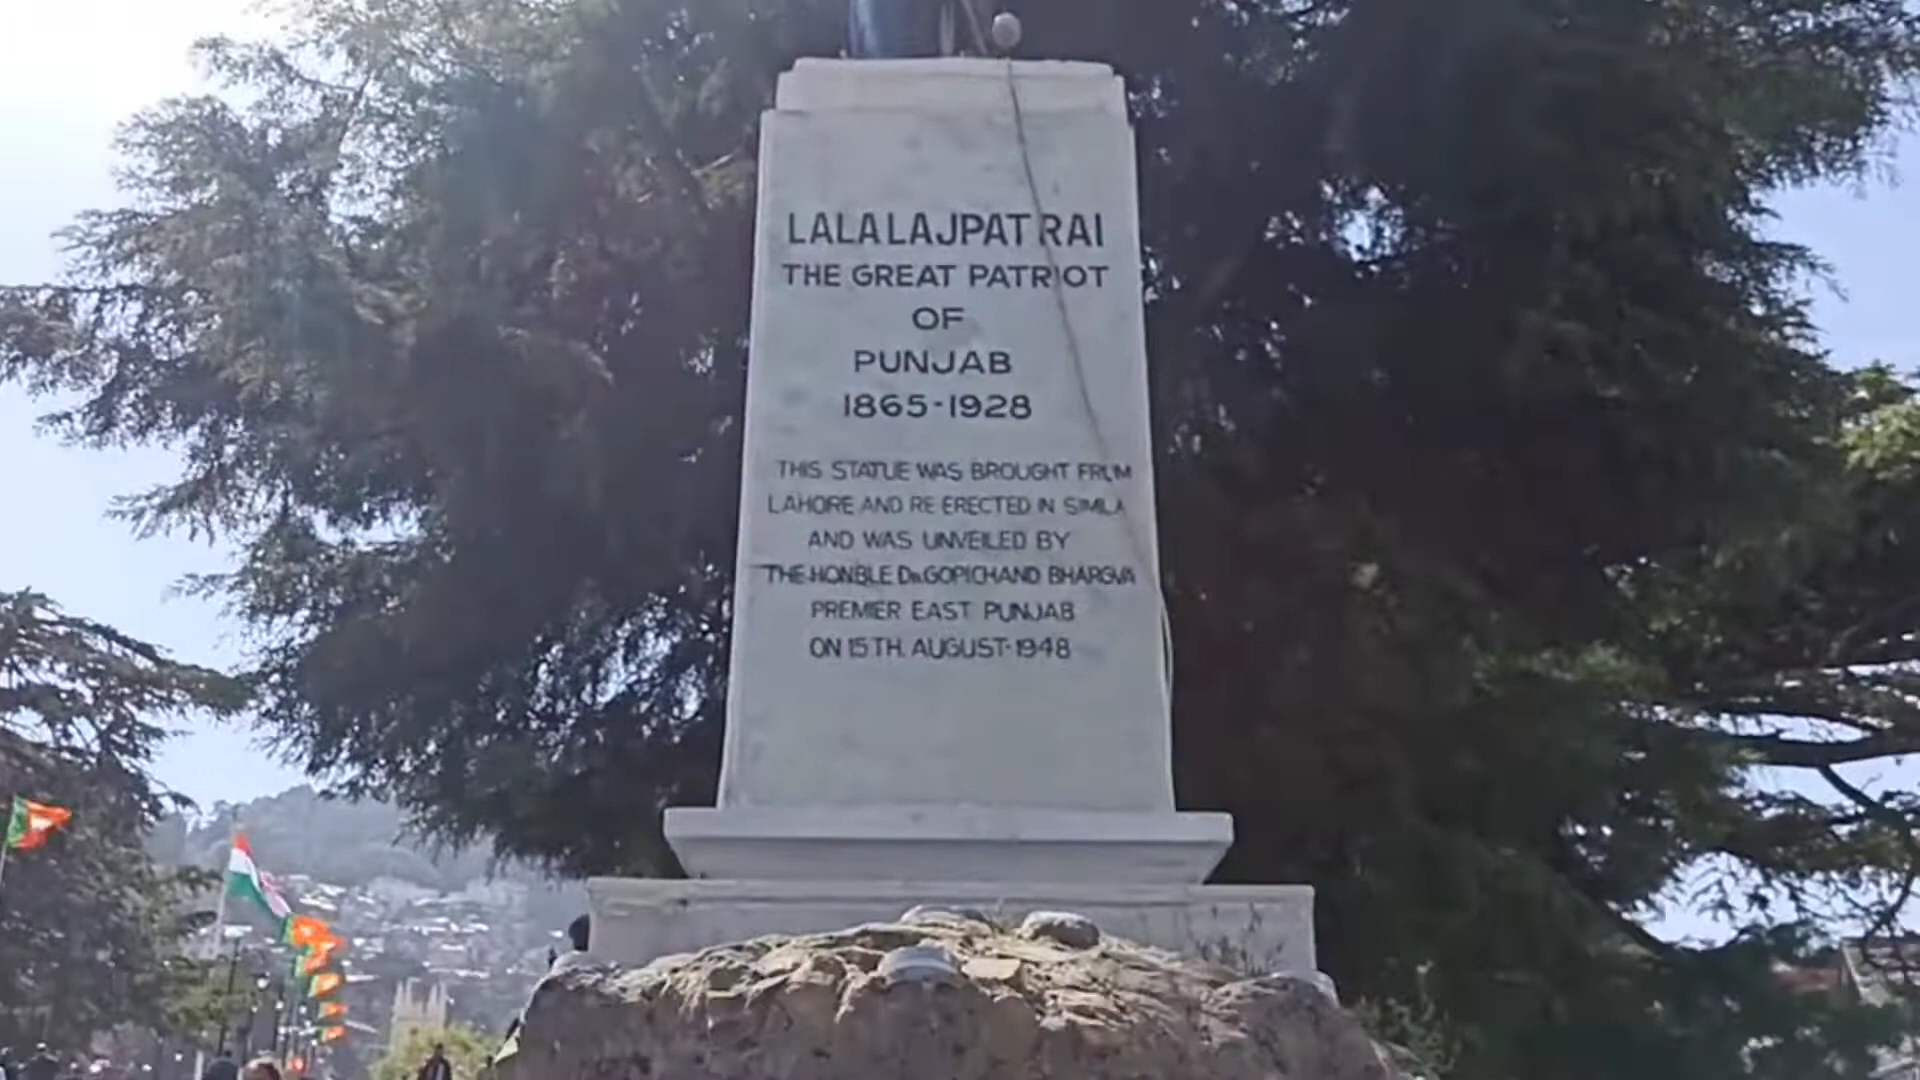 LALA LAJPAT RAI
THE GREAT PATRIOT
OF
PUNJAB
1865-1928
THIS STATUE WAS BROUGHT FROM
LAHORE AND RE ERECTED IN SIMLA
AND WAS UNVEILED BY
THE HONBLE DR. GOPICHAND BHARGVA
PREMIER EAST PUNJAB
ON 15TH. AUGUST-1948